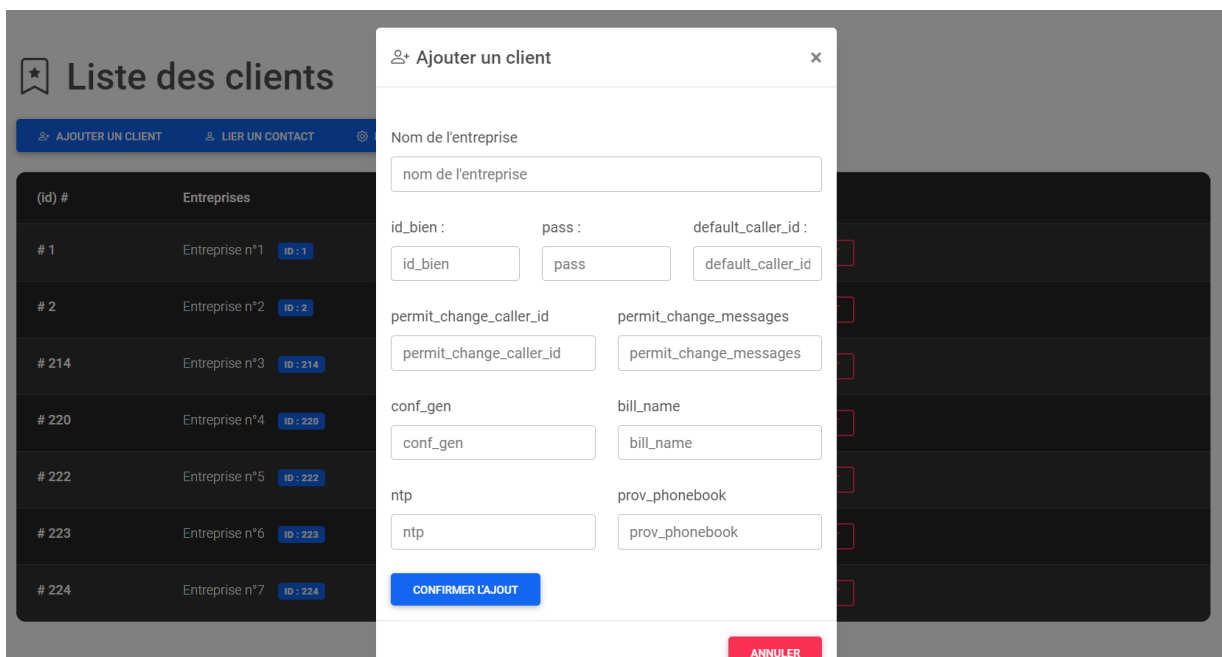 Ajouter un client ×
Liste des clients
AJOUTER UN CLIENT LIER UN CONTACT
Nom de l'entreprise
nom de l'entreprise
(id) # Entreprises
id_bien : pass : default_caller_id :
id_bien pass default_caller_id
# 1 Entreprise n°1 ID : 1
# 2 Entreprise n°2 ID : 2
permit_change_caller_id permit_change_messages
permit_change_caller_id permit_change_messages
# 214 Entreprise n°3 ID : 214
conf_gen bill_name
conf_gen bill_name
# 220 Entreprise n°4 ID : 220
# 222 Entreprise n°5 ID : 222
ntp prov_phonebook
ntp prov_phonebook
# 223 Entreprise n°6 ID : 223
# 224 Entreprise n°7 ID : 224
CONFIRMER L'AJOUT
ANNULER